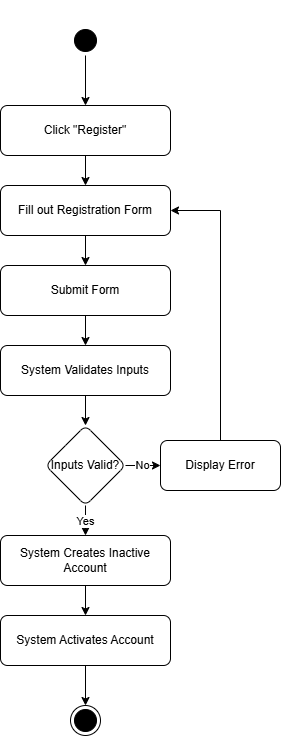 Click "Register"
Fill out Registration Form
Submit Form
System Validates Inputs
Inputs Valid?
No
Display Error
Yes
System Creates Inactive
Account
System Activates Account